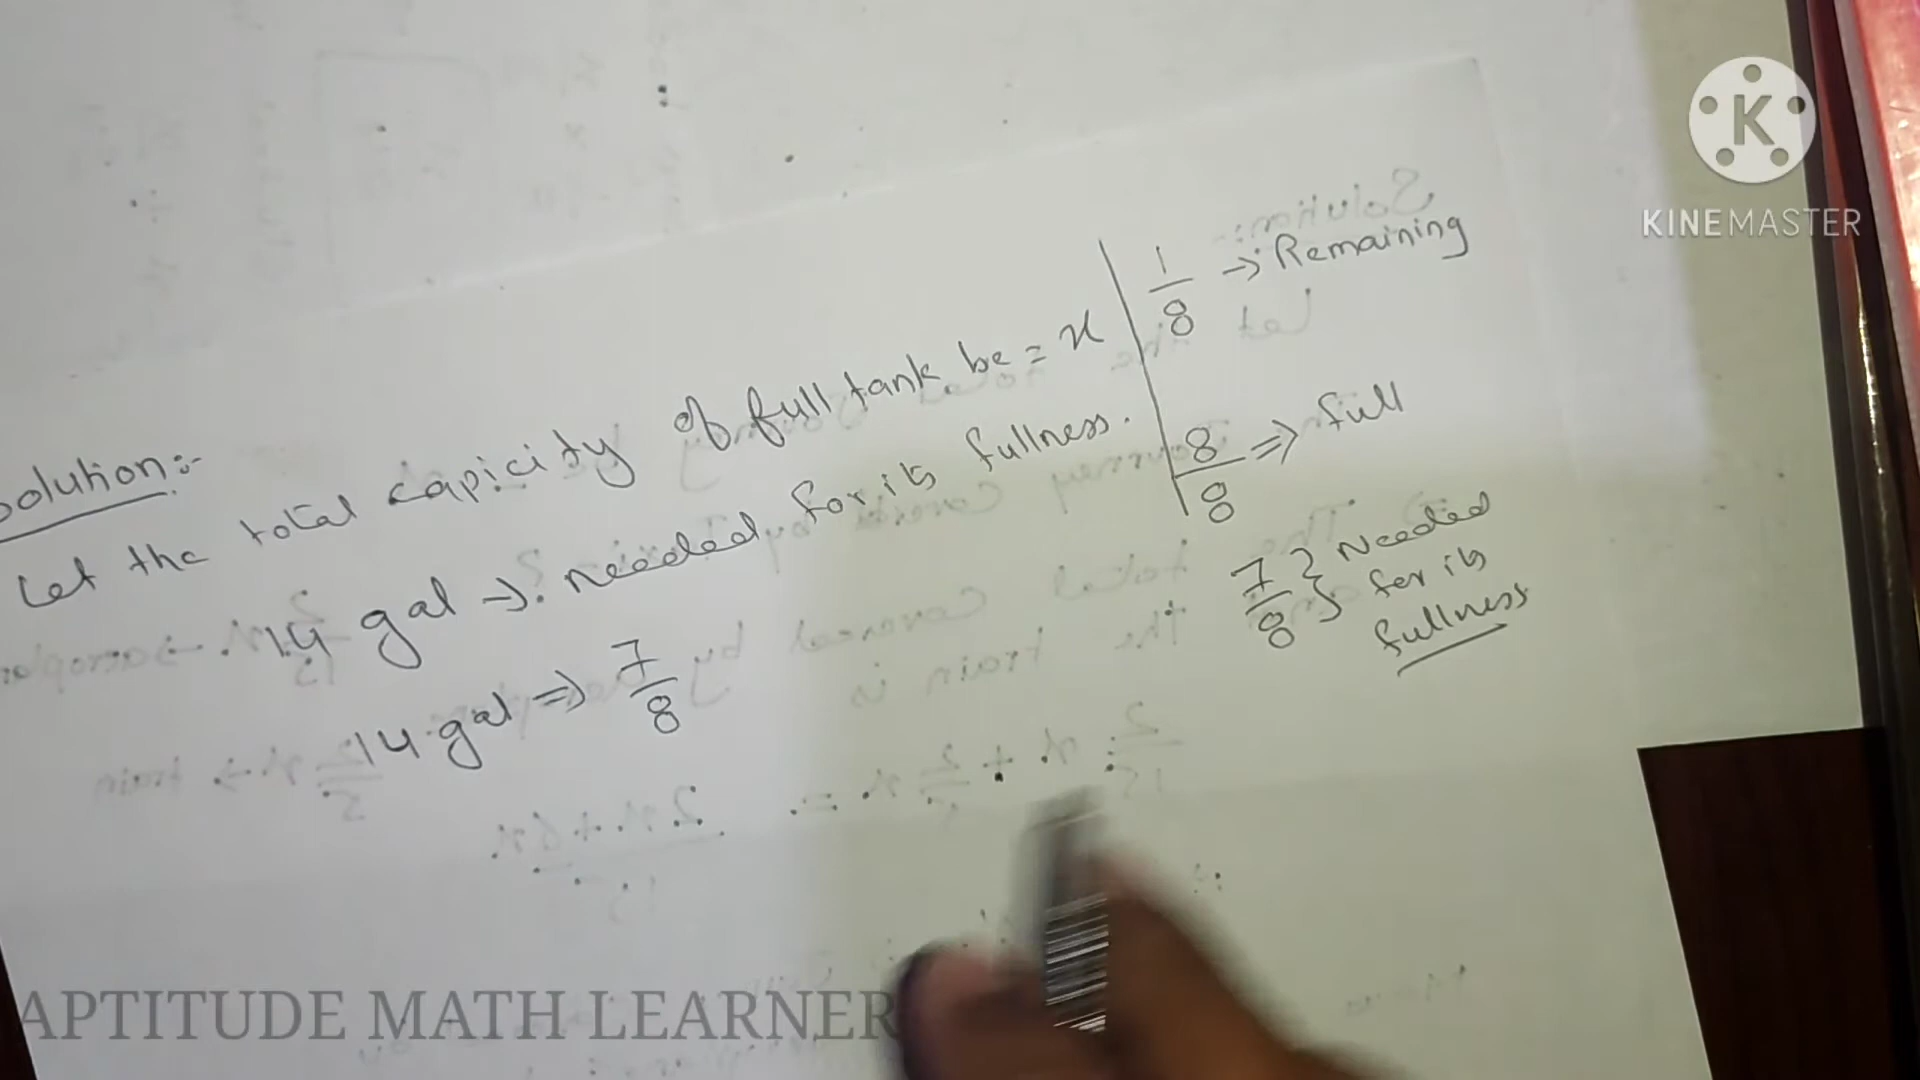 Solution:-
Let the total capicity of full tank be = x
14 gal -> needed for its fullness.
14 gal => 7/8
1/8 -> Remaining
8/8 => full
7/8 } Needed
for its
fullness
KINEMASTER
K
APTITUDE MATH LEARNER